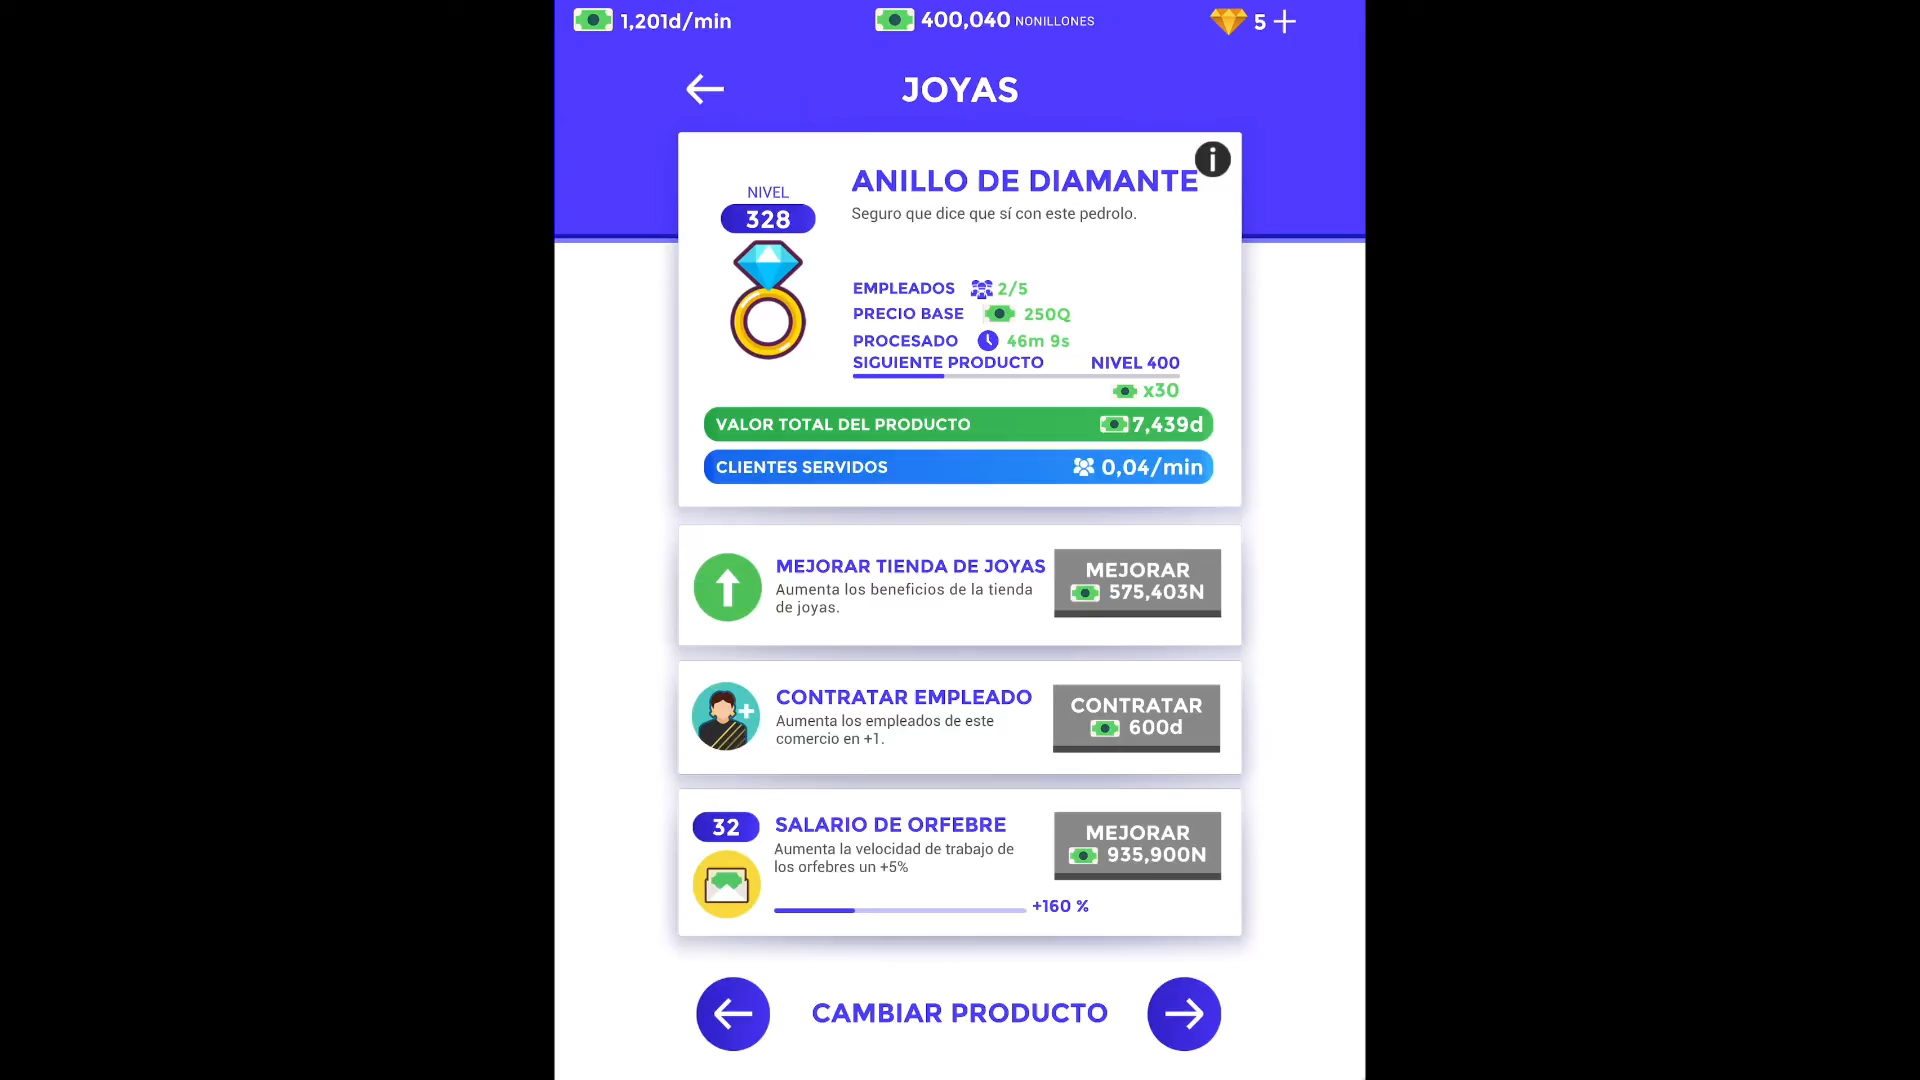 1,201d/min
400,040 NONILLONES
5
JOYAS
i
NIVEL
328
ANILLO DE DIAMANTE
Seguro que dice que sí con este pedrolo.
EMPLEADOS 2/5
PRECIO BASE 250Q
PROCESADO 46m 9s
SIGUIENTE PRODUCTO NIVEL 400
x30
VALOR TOTAL DEL PRODUCTO 7,439d
CLIENTES SERVIDOS 0,04/min
MEJORAR TIENDA DE JOYAS
Aumenta los beneficios de la tienda
de joyas.
MEJORAR
575,403N
CONTRATAR EMPLEADO
Aumenta los empleados de este
comercio en +1.
CONTRATAR
600d
32
SALARIO DE ORFEBRE
Aumenta la velocidad de trabajo de
los orfebres un +5%
+160 %
MEJORAR
935,900N
CAMBIAR PRODUCTO